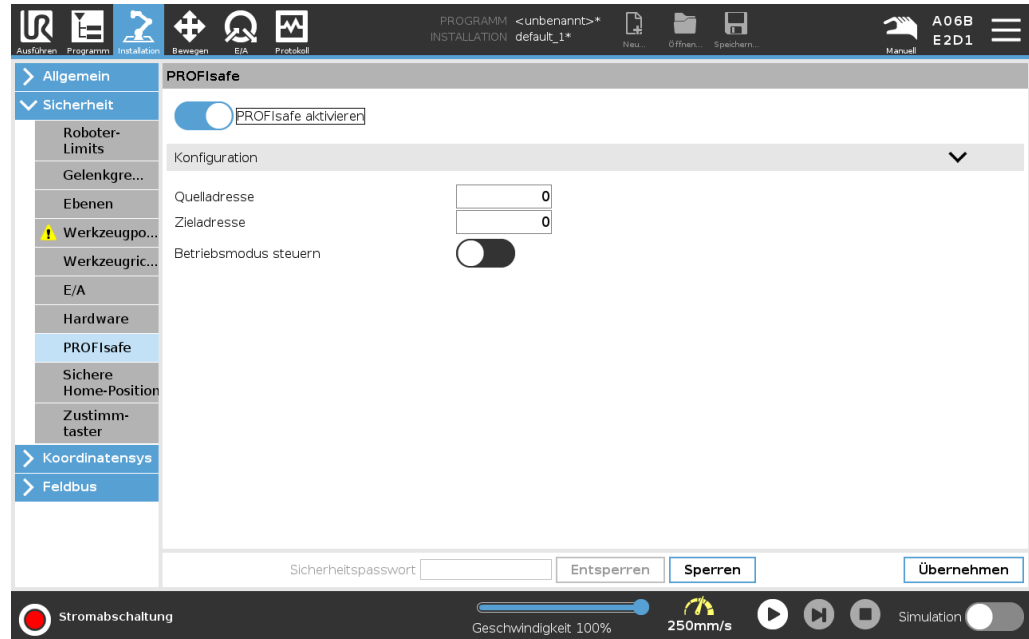 UR
PROGRAMM <unbenannt>*
INSTALLATION default_1*
A06B
E2D1
Ausführen Programm Installation Bewegen E/A Protokoll Neu... Öffnen... Speichern... Manuell
Allgemein
PROFIsafe
Sicherheit
PROFIsafe aktivieren
Roboter-
Limits
Konfiguration
Gelenkgre...
Quelladresse 0
Ebenen
Zieladresse 0
Werkzeugpo...
Betriebsmodus steuern
Werkzeugric...
E/A
Hardware
PROFIsafe
Sichere
Home-Position
Zustimm-
taster
Koordinatensys
Feldbus
Sicherheitspasswort Entsperren Sperren Übernehmen
Stromabschaltung
Geschwindigkeit 100%
250mm/s
Simulation